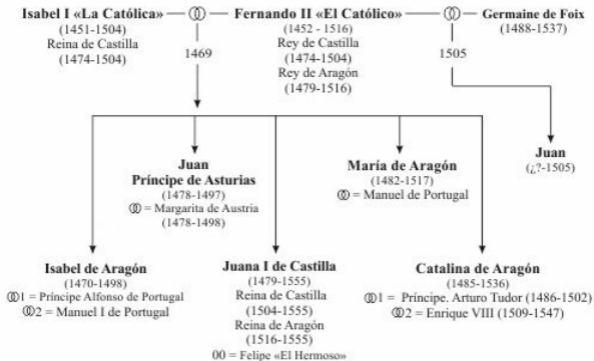 Isabel I «La Católica»
(1451-1504)
Reina de Castilla
(1474-1504)
ⓞ
1469
Fernando II «El Católico»
(1452 - 1516)
Rey de Castilla
(1474-1504)
Rey de Aragón
(1479-1516)
ⓞ
1505
Germaine de Foix
(1488-1537)
Juan
Príncipe de Asturias
(1478-1497)
ⓞ = Margarita de Austria
(1478-1498)
María de Aragón
(1482-1517)
ⓞ = Manuel de Portugal
Juan
(¿?-1505)
Isabel de Aragón
(1470-1498)
ⓞ1 = Príncipe Alfonso de Portugal
ⓞ2 = Manuel I de Portugal
Juana I de Castilla
(1479-1555)
Reina de Castilla
(1504-1555)
Reina de Aragón
(1516-1555)
00 = Felipe «El Hermoso»
Catalina de Aragón
(1485-1536)
ⓞ1 = Príncipe. Arturo Tudor (1486-1502)
ⓞ2 = Enrique VIII (1509-1547)